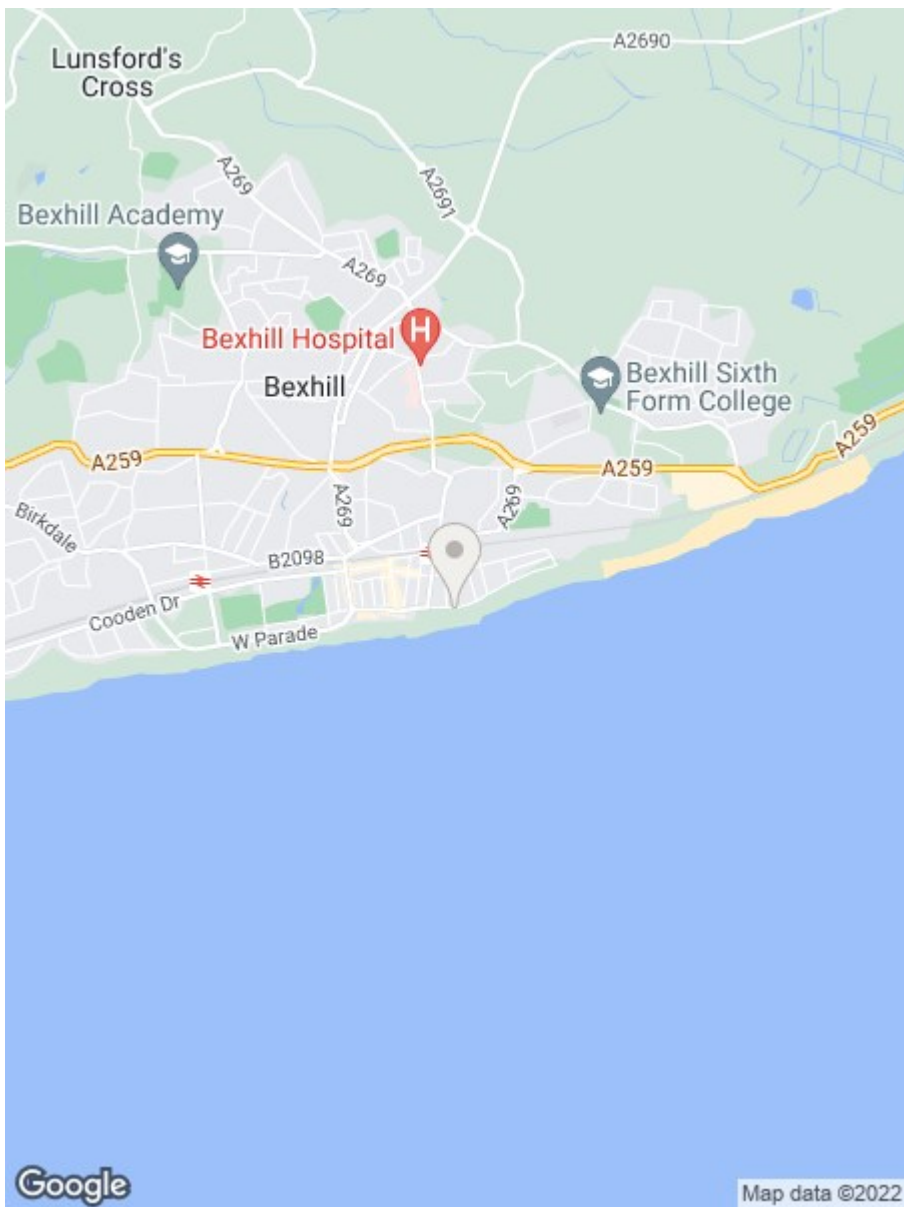 A2690
Lunsford's
Cross
A269
A2691
Bexhill Academy
A269
Bexhill Hospital
H
Bexhill
Bexhill Sixth
Form College
A259
A259
A259
A269
A269
Birkdale
B2098
Cooden Dr
W Parade
Google
Map data ©2022